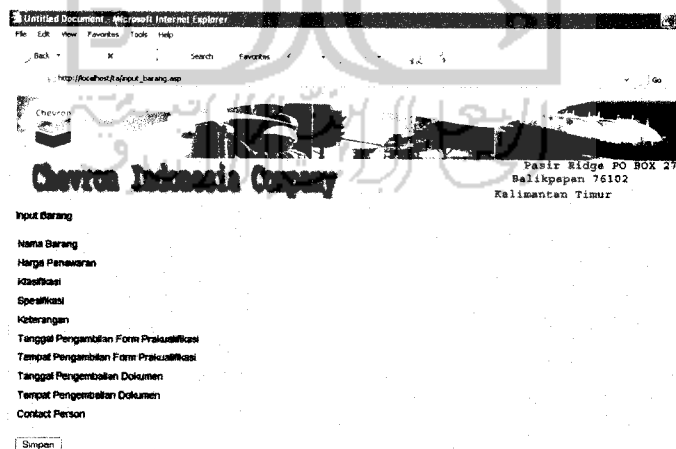 Untitled Document - Microsoft Internet Explorer
File Edit View Favorites Tools Help
Back Search Favorites
http://localhost/ta/input_barang.asp Go
Chevron
Chevron Indonesia Company
Pasir Ridge PO BOX 27
Balikpapan 76102
Kalimantan Timur
Input Barang
Nama Barang
Harga Penawaran
Klasifikasi
Spesifikasi
Keterangan
Tanggal Pengambilan Form Prakualifikasi
Tempat Pengambilan Form Prakualifikasi
Tanggal Pengembalian Dokumen
Tempat Pengembalian Dokumen
Contact Person
Simpan